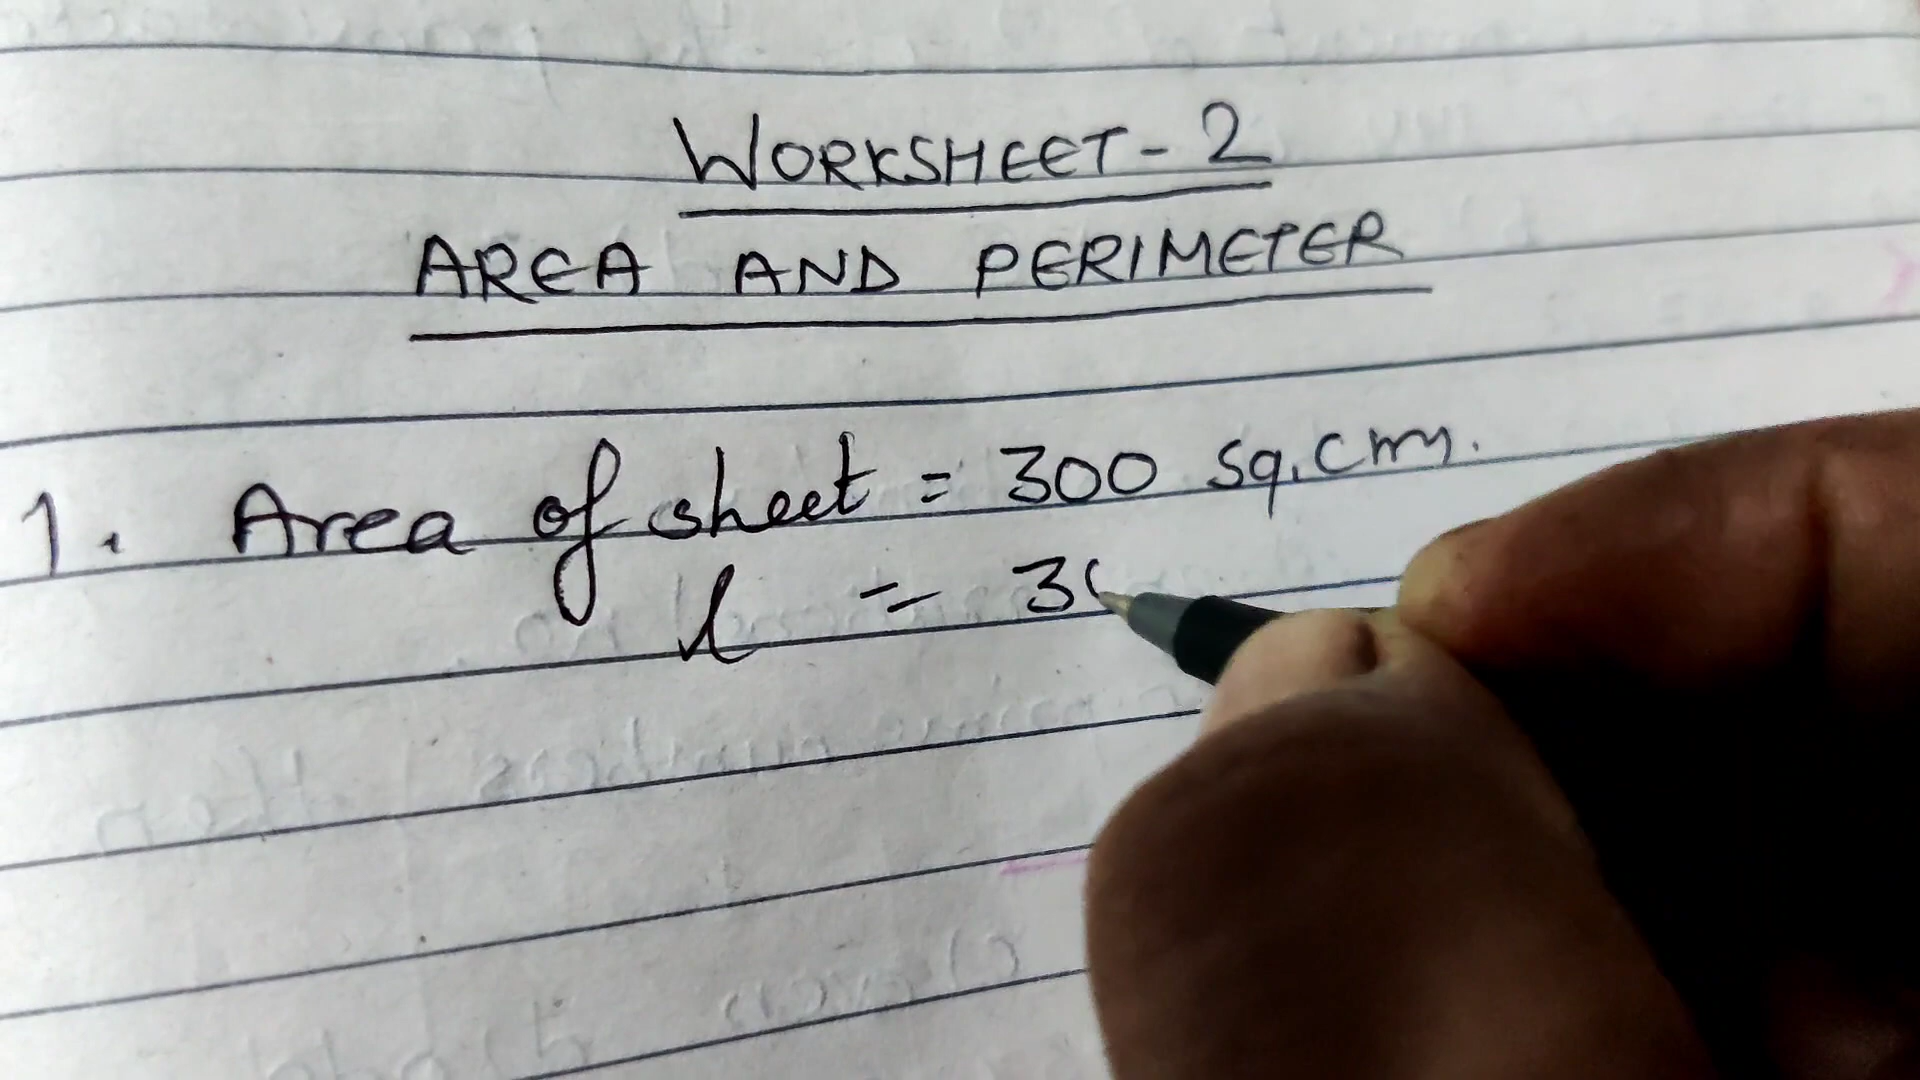 WORKSHEET - 2
AREA AND PERIMETER
1. Area of sheet = 300 sq.cm.
l = 3